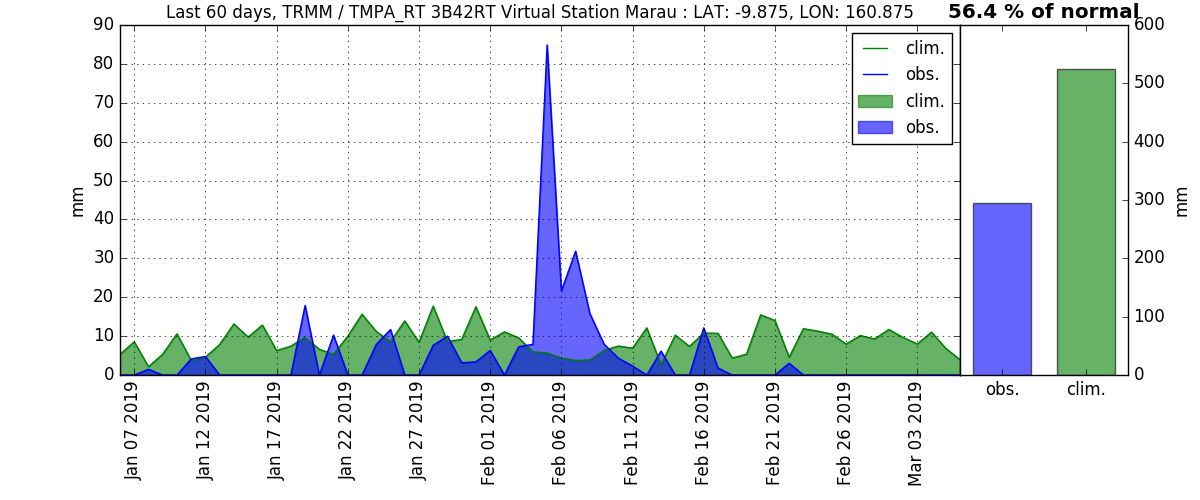 Last 60 days, TRMM / TMPA_RT 3B42RT Virtual Station Marau : LAT: -9.875, LON: 160.875
56.4 % of normal
mm
90
80
70
60
50
40
30
20
10
0
clim.
obs.
clim.
obs.
Jan 07 2019
Jan 12 2019
Jan 17 2019
Jan 22 2019
Jan 27 2019
Feb 01 2019
Feb 06 2019
Feb 11 2019
Feb 16 2019
Feb 21 2019
Feb 26 2019
Mar 03 2019
600
500
400
300
200
100
0
mm
obs.
clim.